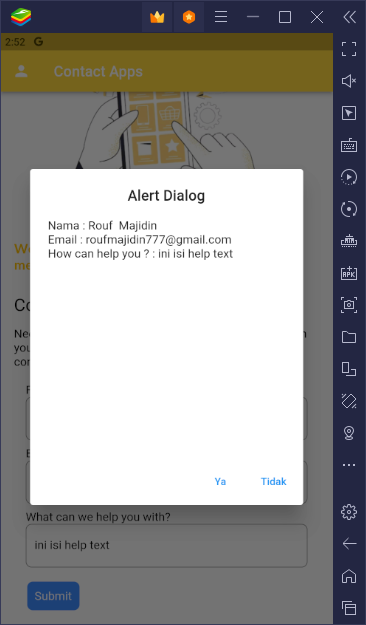 2:52 G
Contact Apps
Alert Dialog
Nama : Rouf Majidin
Email : roufmajidin777@gmail.com
How can help you ? : ini isi help text
Ya Tidak
What can we help you with?
ini isi help text
Submit
APK